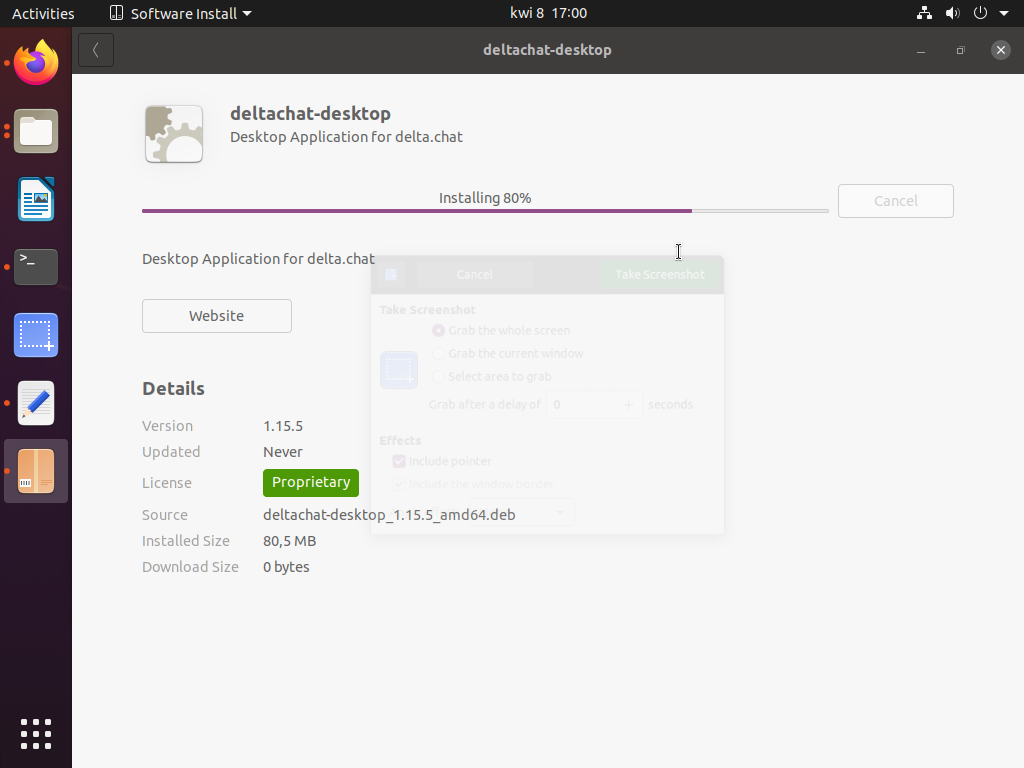 Activities
Software Install
kwi 8 17:00
deltachat-desktop
deltachat-desktop
Desktop Application for delta.chat
Installing 80%
Cancel
Desktop Application for delta.chat
Cancel
Take Screenshot
Website
Take Screenshot
Grab the whole screen
Grab the current window
Select area to grab
Grab after a delay of 0 + seconds
Effects
Include pointer
Include the window border
Details
Version 1.15.5
Updated Never
License Proprietary
Source deltachat-desktop_1.15.5_amd64.deb
Installed Size 80,5 MB
Download Size 0 bytes